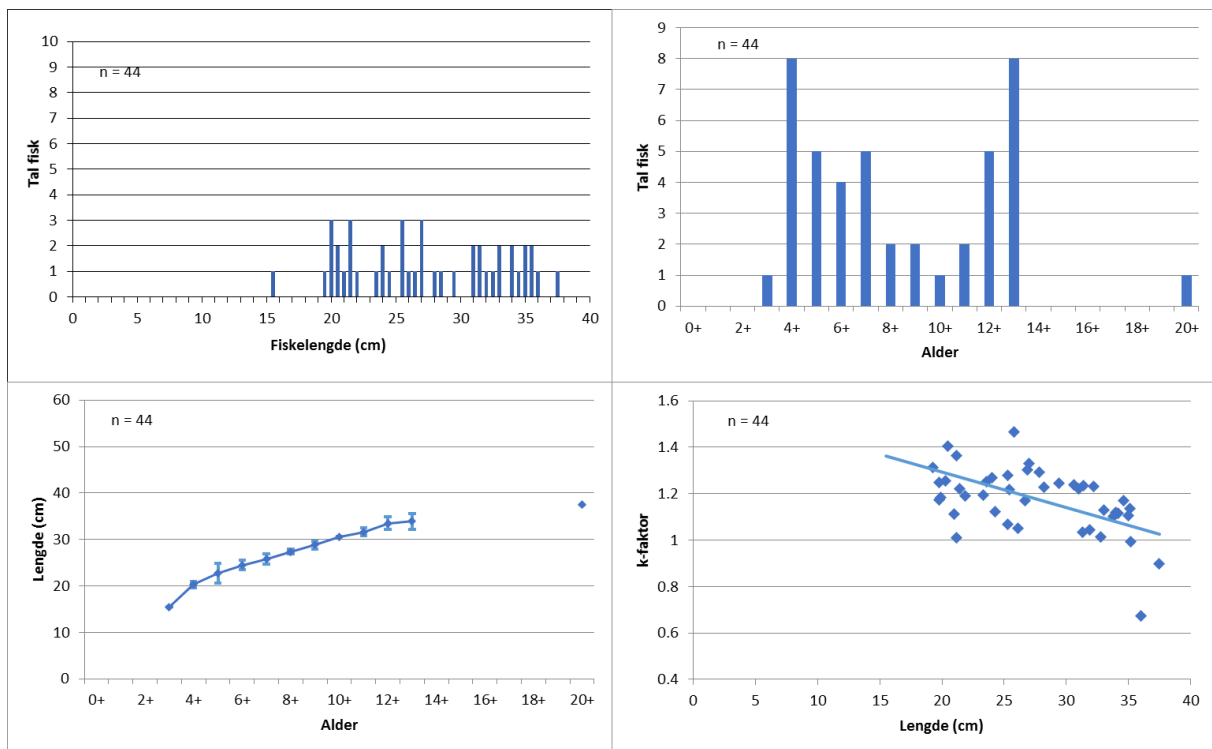 10
9
8
7
6
5
4
3
2
1
0
n = 44
Tal fisk
0 5 10 15 20 25 30 35 40
Fiskelengde (cm)
9
8
7
6
5
4
3
2
1
0
n = 44
Tal fisk
0+ 2+ 4+ 6+ 8+ 10+ 12+ 14+ 16+ 18+ 20+
Alder
60
50
40
30
20
10
0
n = 44
Lengde (cm)
0+ 2+ 4+ 6+ 8+ 10+ 12+ 14+ 16+ 18+ 20+
Alder
1.6
1.4
1.2
1
0.8
0.6
0.4
n = 44
k-faktor
0 5 10 15 20 25 30 35 40
Lengde (cm)